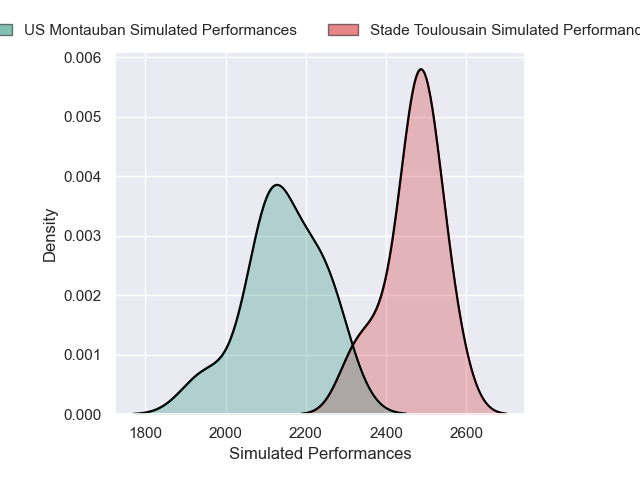 US Montauban Simulated Performances Stade Toulousain Simulated Performanc
0.006
0.005
0.004
0.003
0.002
0.001
0.000
Density
1800 2000 2200 2400 2600
Simulated Performances